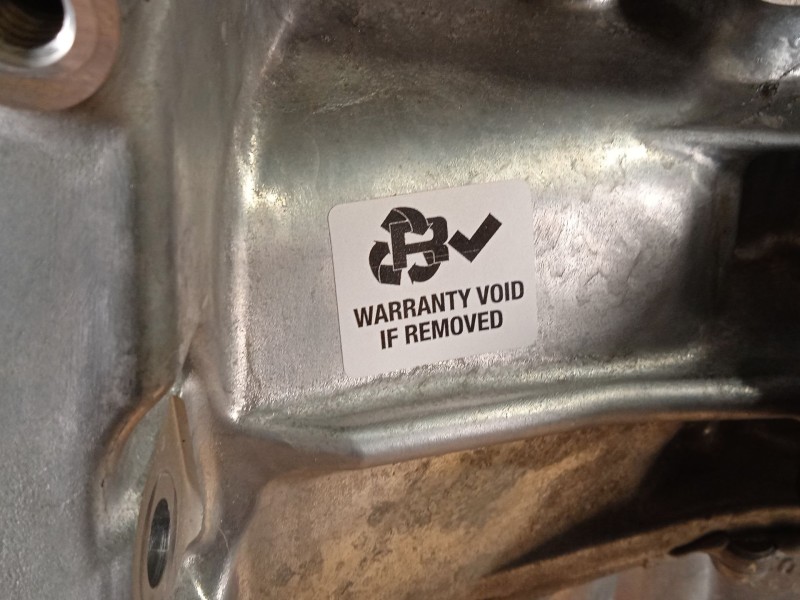 R
WARRANTY VOID
IF REMOVED